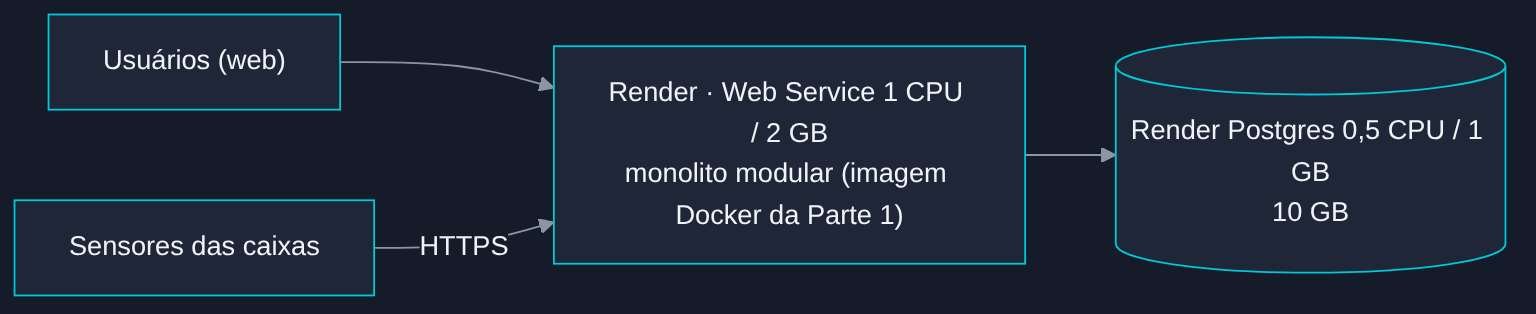 Usuários (web)
Sensores das caixas
HTTPS
Render · Web Service 1 CPU
/ 2 GB
monolito modular (imagem
Docker da Parte 1)
Render Postgres 0,5 CPU / 1
GB
10 GB